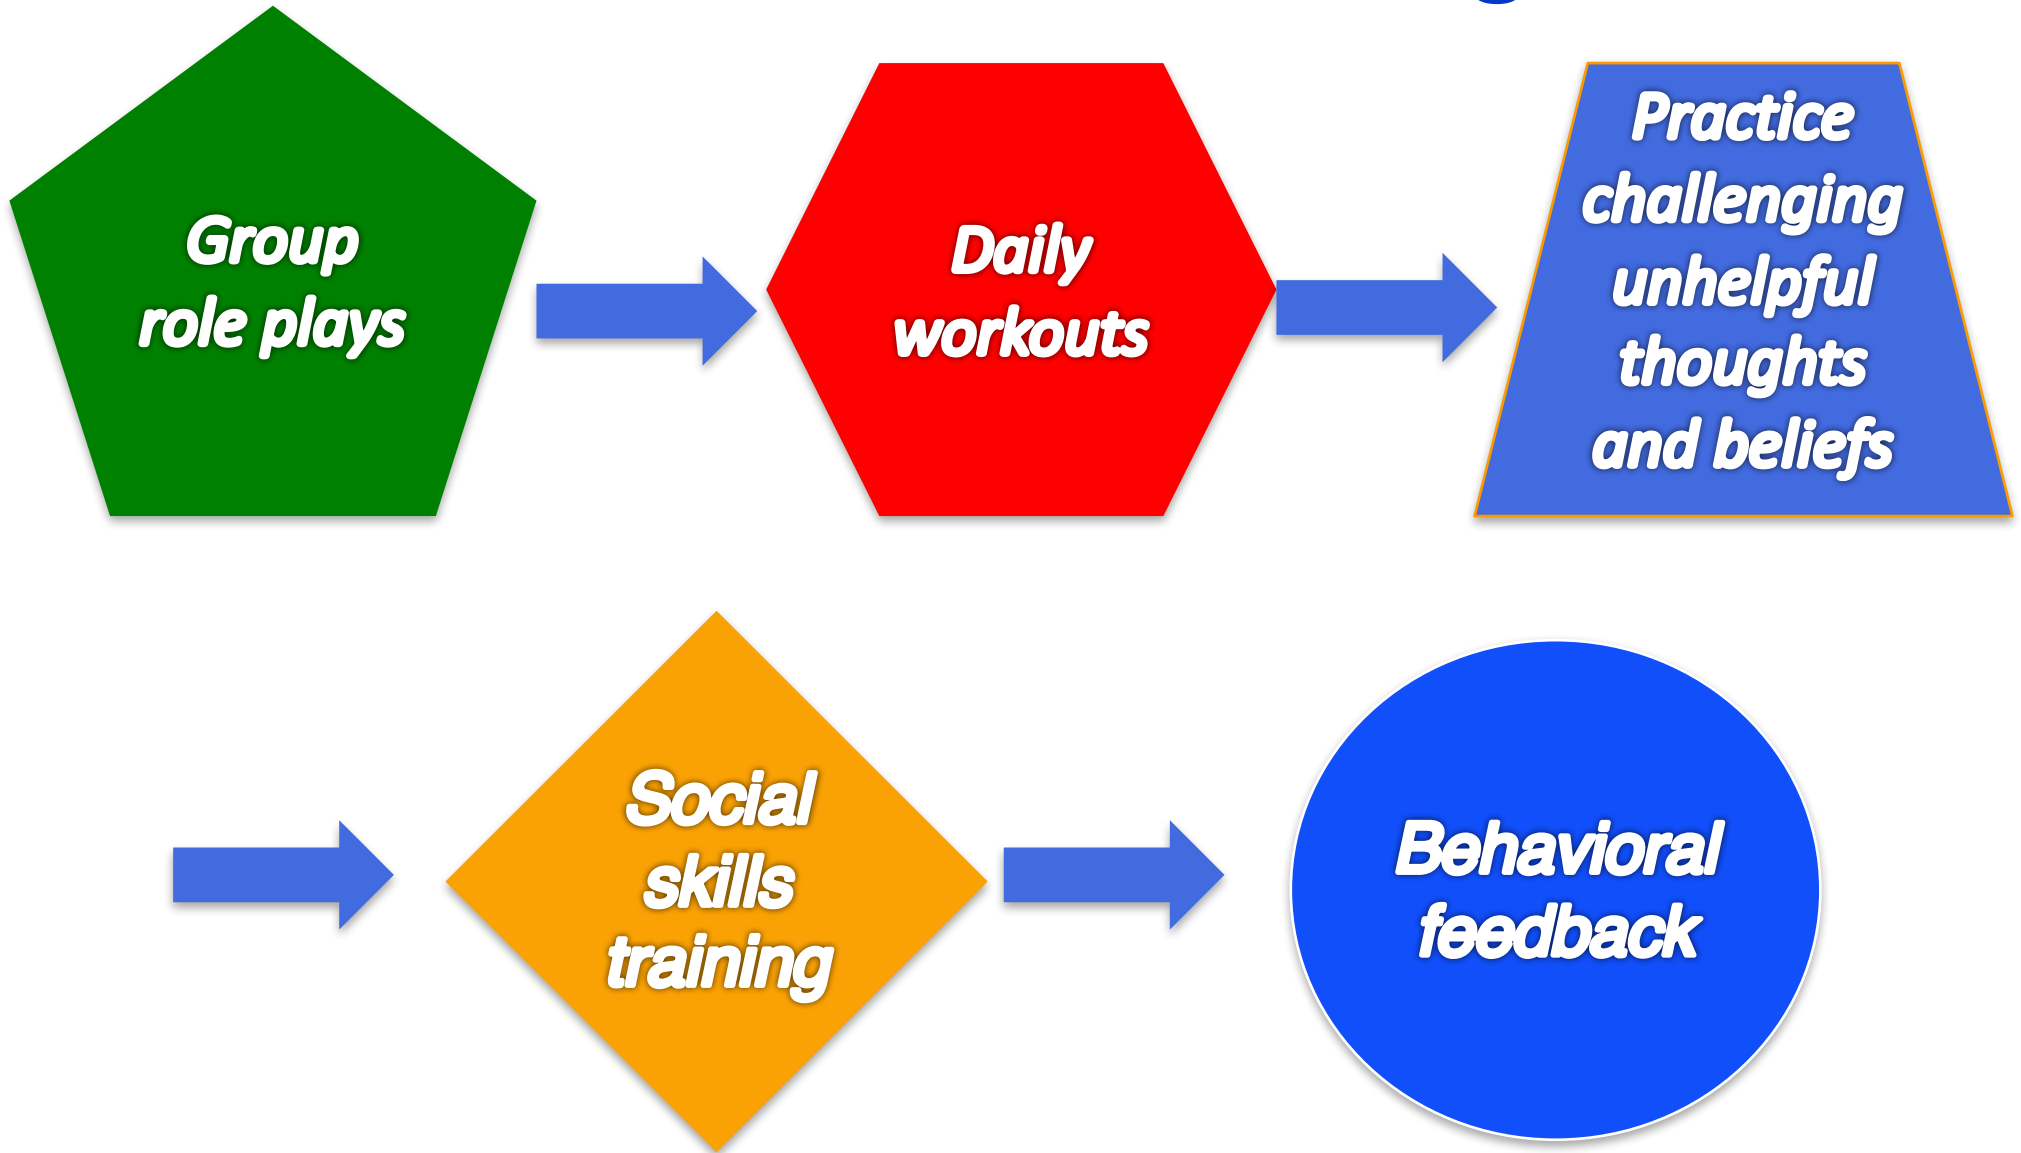 Group
role plays
Daily
workouts
Practice
challenging
unhelpful
thoughts
and beliefs
Social
skills
training
Behavioral
feedback